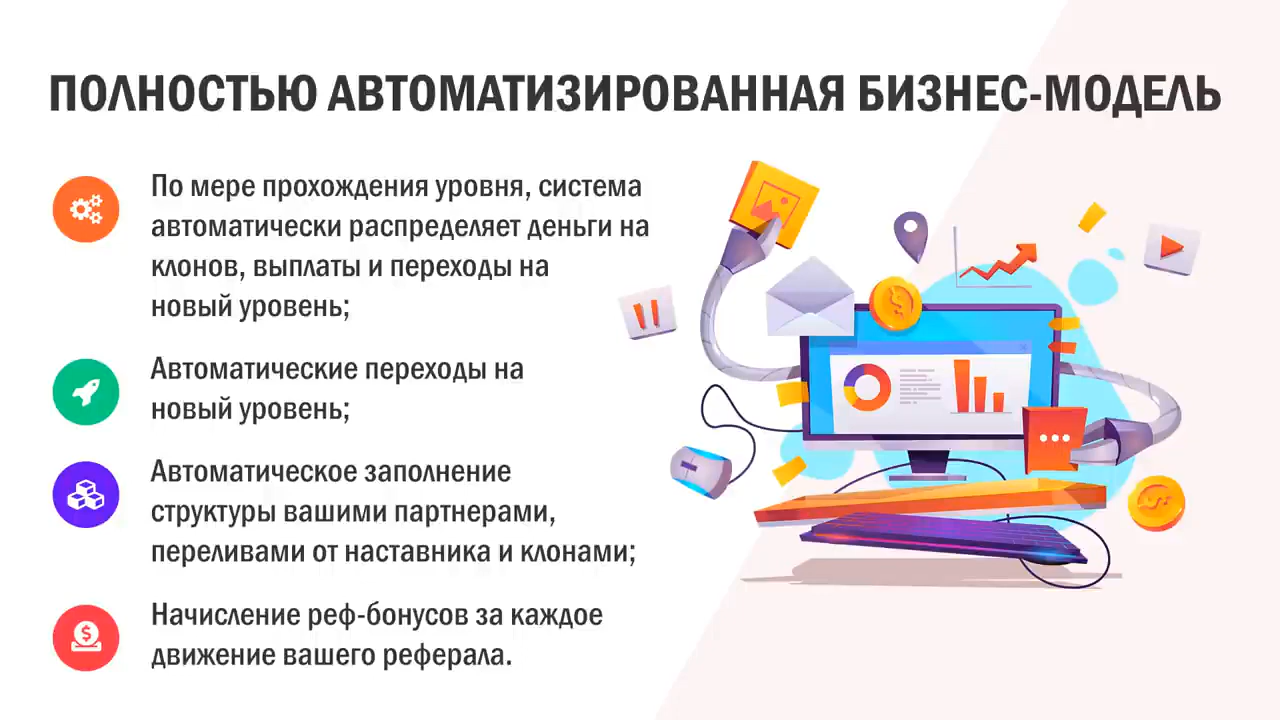 ПОЛНОСТЬЮ АВТОМАТИЗИРОВАННАЯ БИЗНЕС-МОДЕЛЬ
По мере прохождения уровня, система
автоматически распределяет деньги на
клонов, выплаты и переходы на
новый уровень;
Автоматические переходы на
новый уровень;
Автоматическое заполнение
структуры вашими партнерами,
переливами от наставника и клонами;
Начисление реф-бонусов за каждое
движение вашего реферала.